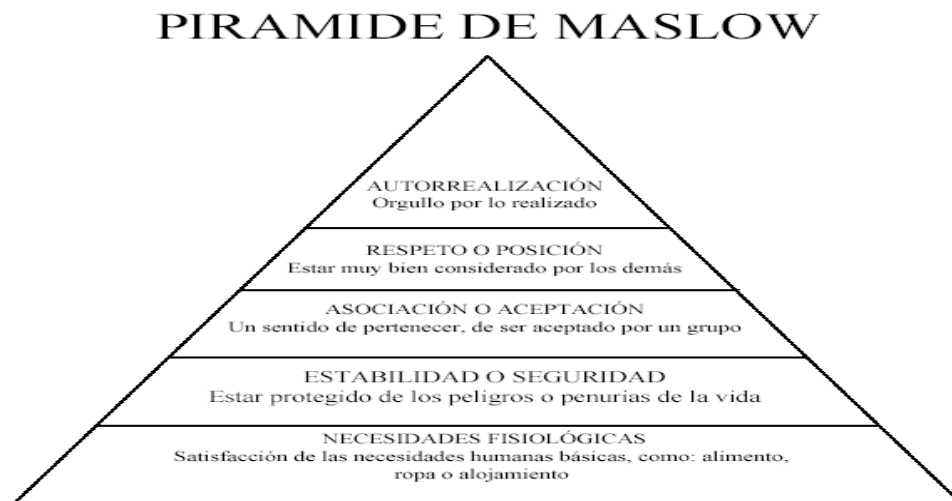 PIRAMIDE DE MASLOW
AUTORREALIZACIÓN
Orgullo por lo realizado
RESPETO O POSICIÓN
Estar muy bien considerado por los demás
ASOCIACIÓN O ACEPTACIÓN
Un sentido de pertenecer, de ser aceptado por un grupo
ESTABILIDAD O SEGURIDAD
Estar protegido de los peligros o penurias de la vida
NECESIDADES FISIOLÓGICAS
Satisfacción de las necesidades humanas básicas, como: alimento,
ropa o alojamiento